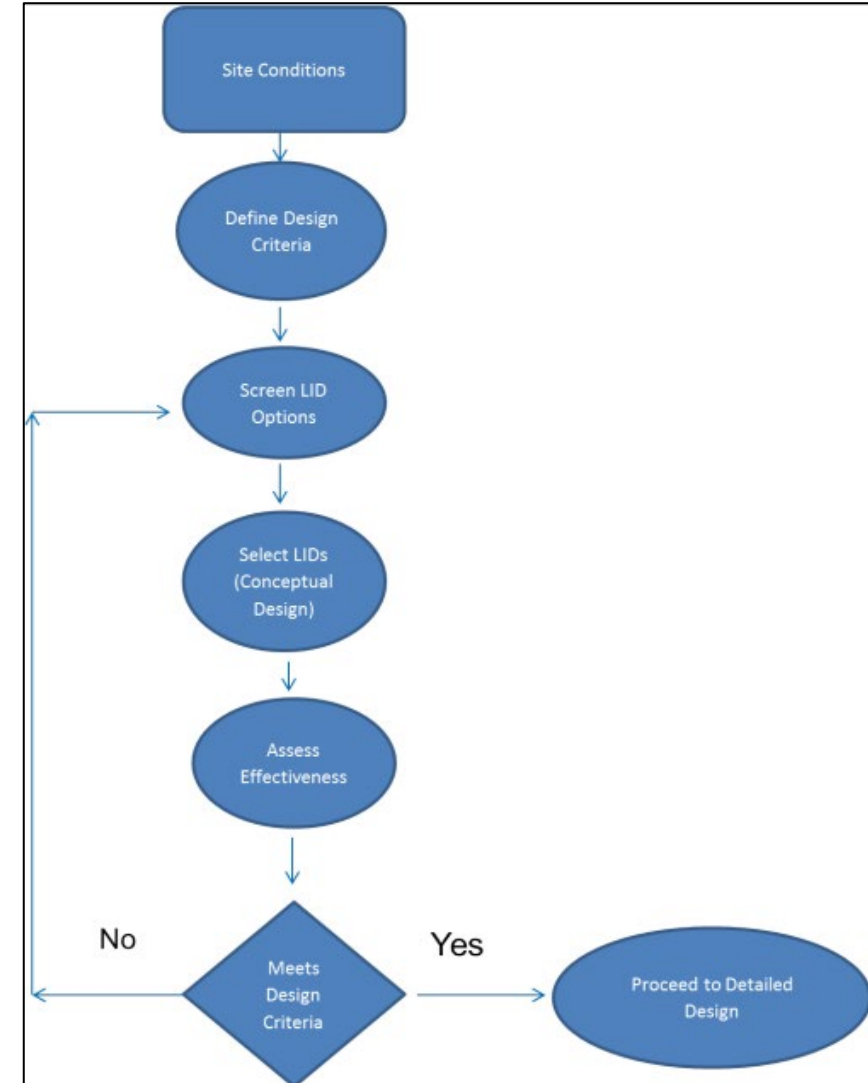 Site Conditions
Define Design
Criteria
Screen LID
Options
Select LIDs
(Conceptual
Design)
Assess
Effectiveness
No
Yes
Meets
Design
Criteria
Proceed to Detailed
Design